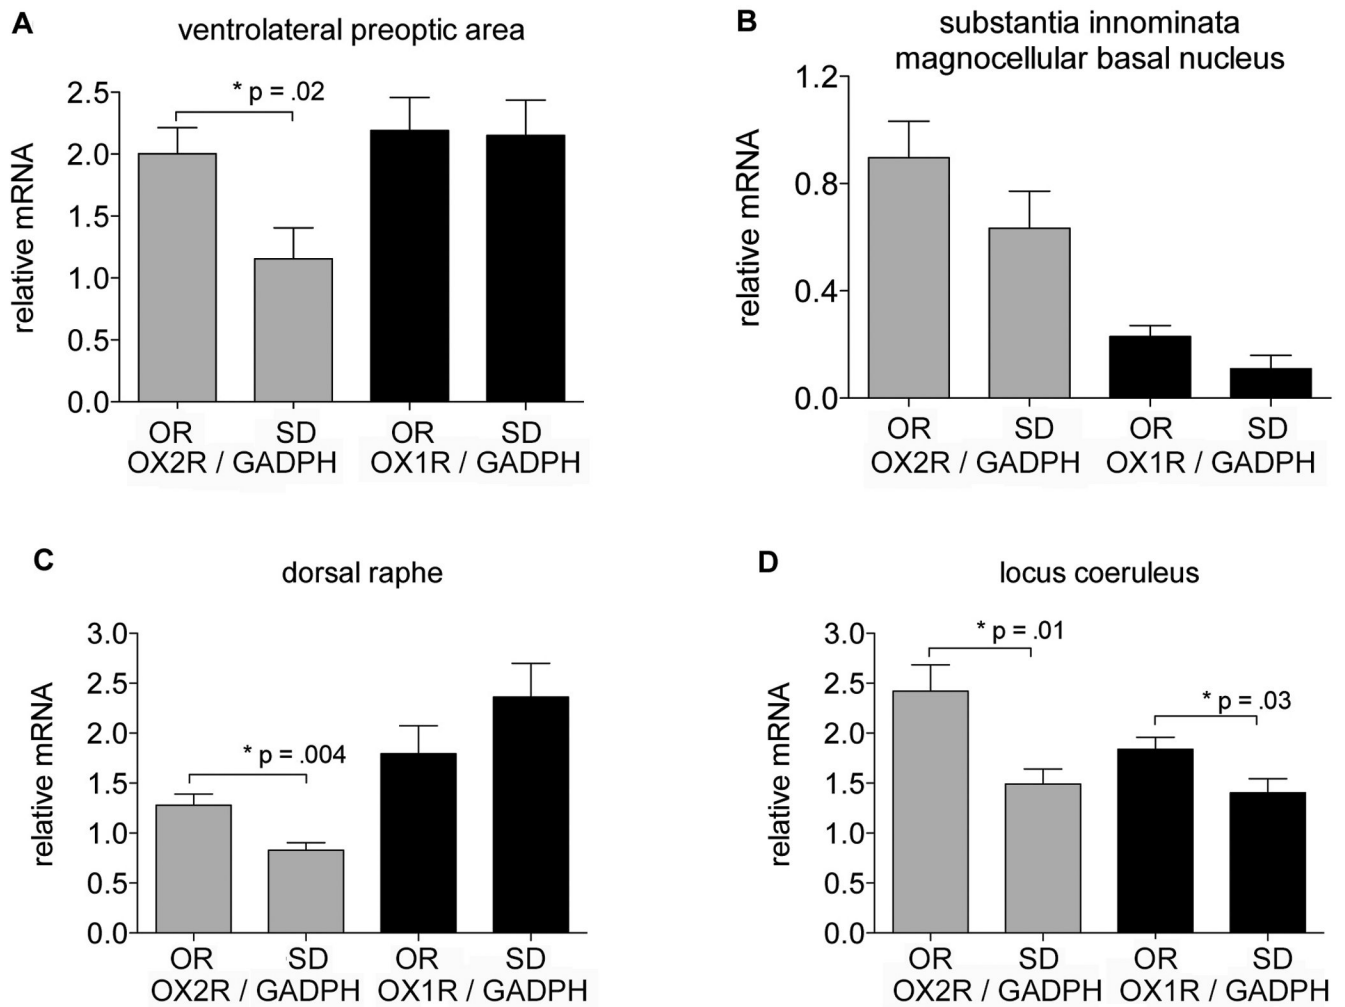 A
ventrolateral preoptic area
* p = .02
relative mRNA
2.5
2.0
1.5
1.0
0.5
0.0
OR SD OR SD
OX2R / GADPH OX1R / GADPH
B
substantia innominata
magnocellular basal nucleus
relative mRNA
1.2
0.8
0.4
0.0
OR SD OR SD
OX2R / GADPH OX1R / GADPH
C
dorsal raphe
* p = .004
relative mRNA
3.0
2.5
2.0
1.5
1.0
0.5
0.0
OR SD OR SD
OX2R / GADPH OX1R / GADPH
D
locus coeruleus
* p = .01
* p = .03
relative mRNA
3.0
2.5
2.0
1.5
1.0
0.5
0.0
OR SD OR SD
OX2R / GADPH OX1R / GADPH